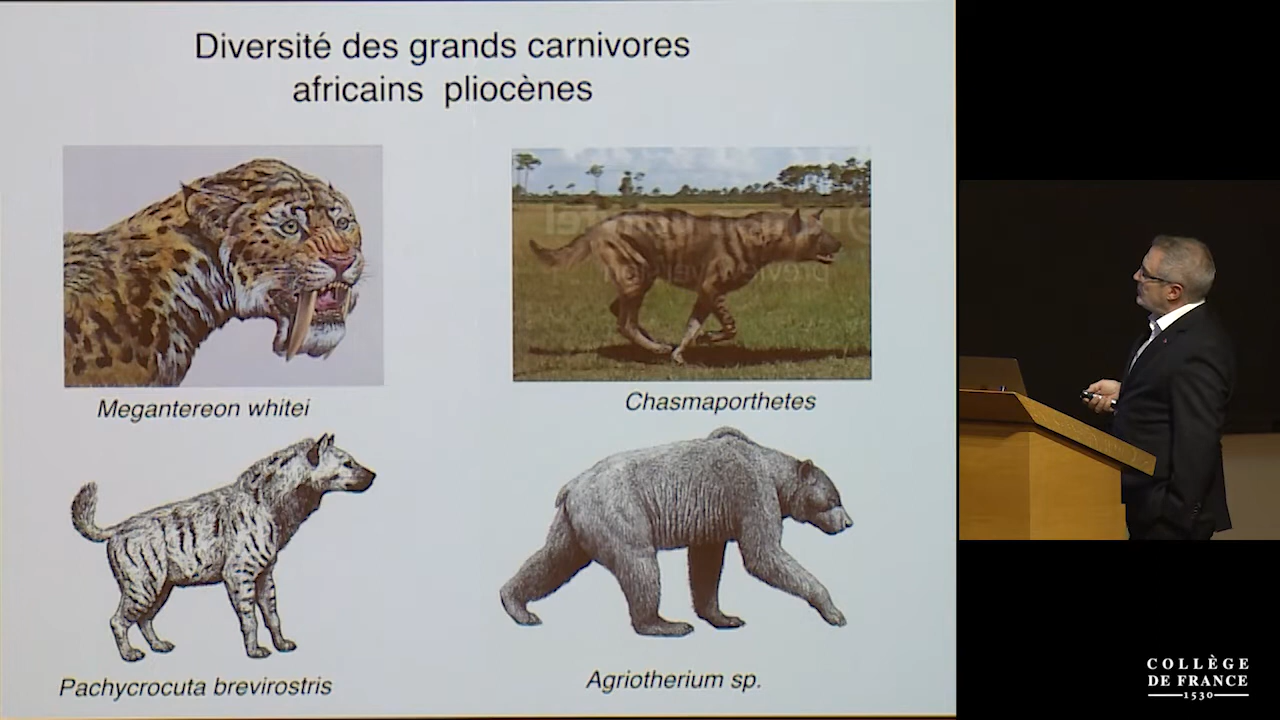 Diversité des grands carnivores
africains pliocènes
Megantereon whitei
Chasmaporthetes
Pachycrocuta brevirostris
Agriotherium sp.
COLLÈGE
DE FRANCE
1530